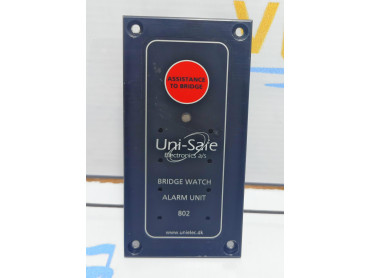 ASSISTANCE
TO BRIDGE
Uni-Safe
Electronics a/s
BRIDGE WATCH
ALARM UNIT
802
www.unielec.dk